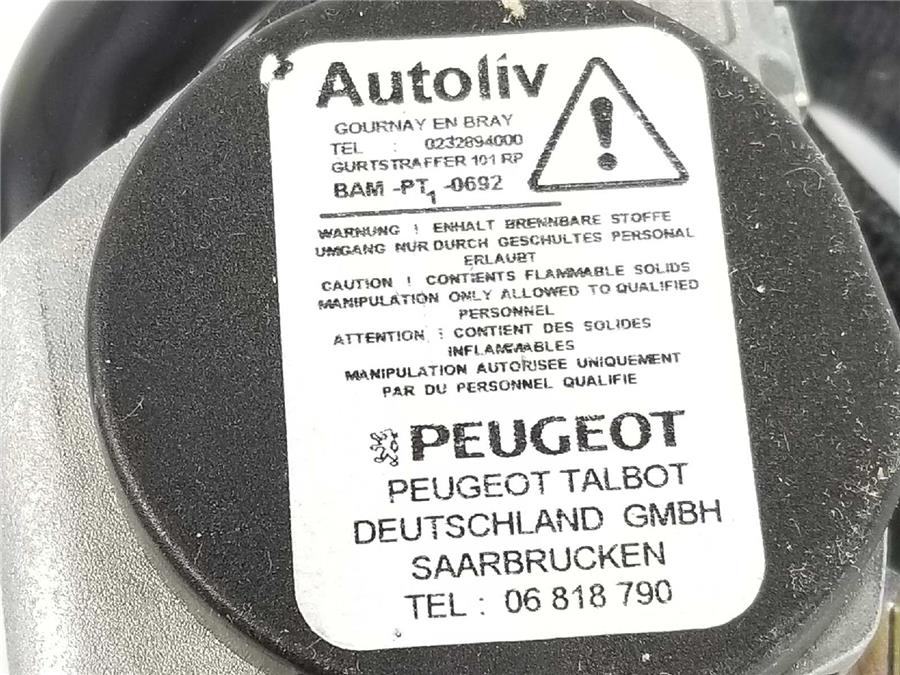 Autoliv
GOURNAY EN BRAY
TEL : 0232894000
GURTSTRAFFER 101 RP
BAM -PT1 -0692
WARNUNG ! ENHALT BRENNBARE STOFFE
UMGANG NUR DURCH GESCHULTES PERSONAL
ERLAUBT
CAUTION ! CONTIENTS FLAMMABLE SOLIDS
MANIPULATION ONLY ALLOWED TO QUALIFIED
PERSONNEL
ATTENTION : CONTIENT DES SOLIDES
INFLAMMABLES
MANIPULATION AUTORISEE UNIQUEMENT
PAR DU PERSONNEL QUALIFIE
PEUGEOT
PEUGEOT TALBOT
DEUTSCHLAND GMBH
SAARBRUCKEN
TEL : 06 818 790